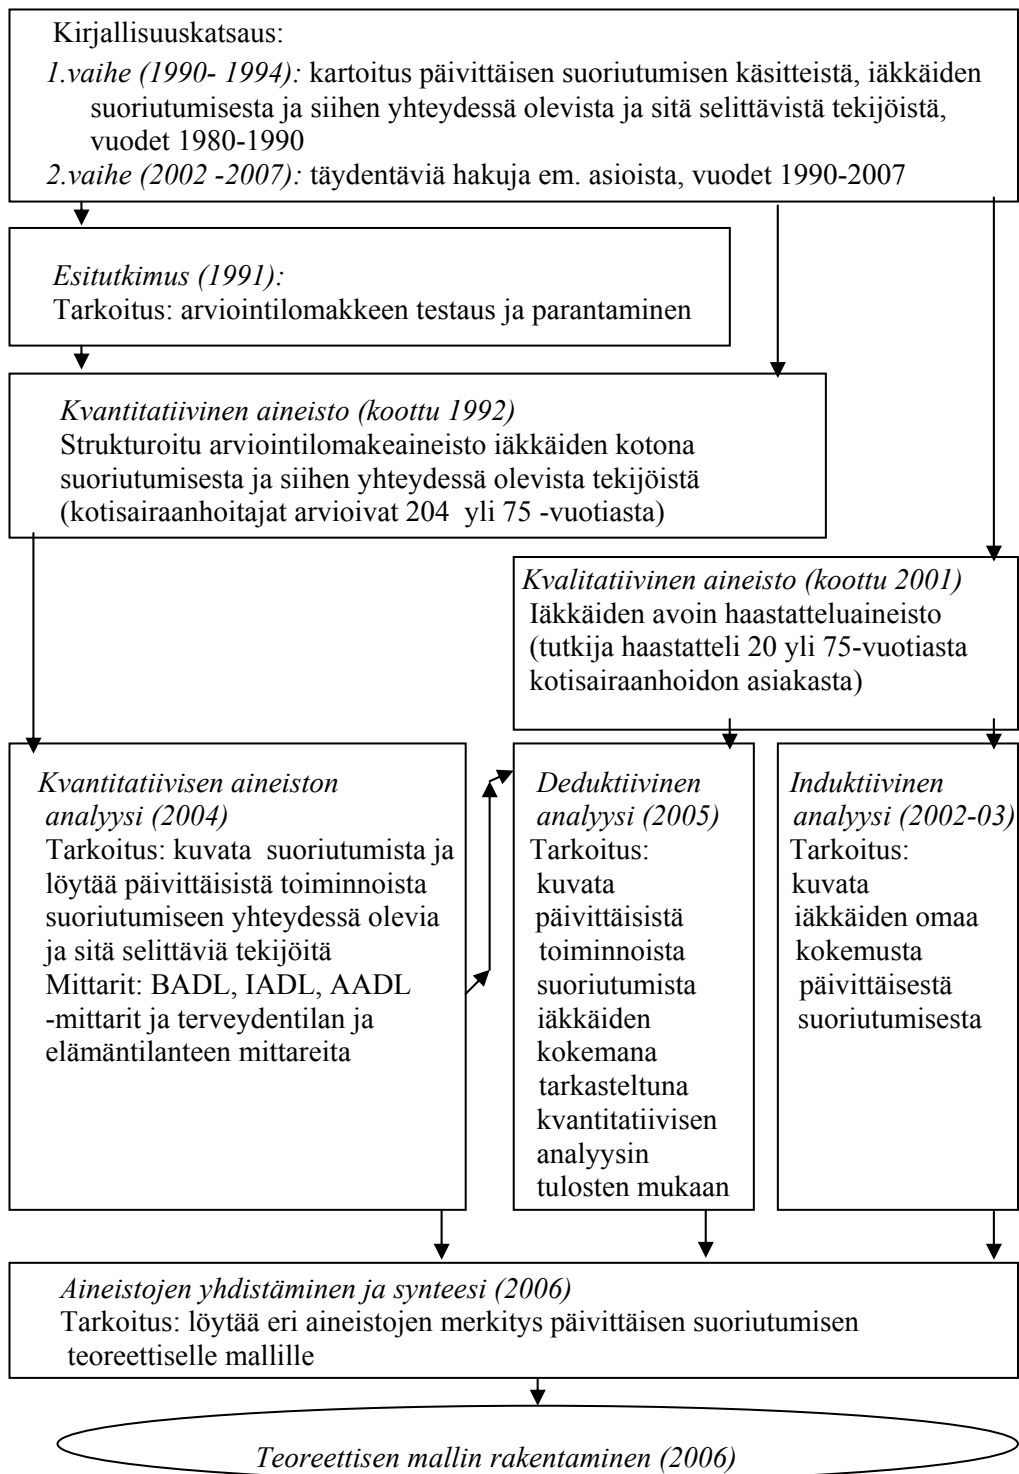 Kirjallisuuskatsaus:
1.vaihe (1990- 1994): kartoitus päivittäisen suoriutumisen käsitteistä, iäkkäiden
suoriutumisesta ja siihen yhteydessä olevista ja sitä selittävistä tekijöistä,
vuodet 1980-1990
2.vaihe (2002 -2007): täydentäviä hakuja em. asioista, vuodet 1990-2007
Esitutkimus (1991):
Tarkoitus: arviointilomakkeen testaus ja parantaminen
Kvantitatiivinen aineisto (koottu 1992)
Strukturoitu arviointilomakeaineisto iäkkäiden kotona
suoriutumisesta ja siihen yhteydessä olevista tekijöistä
(kotisairaanhoitajat arvioivat 204 yli 75 -vuotiasta)
Kvalitatiivinen aineisto (koottu 2001)
Iäkkäiden avoin haastatteluaineisto
(tutkija haastatteli 20 yli 75-vuotiasta
kotisairaanhoidon asiakasta)
Kvantitatiivisen aineiston
analyysi (2004)
Tarkoitus: kuvata suoriutumista ja
löytää päivittäisistä toiminnoista
suoriutumiseen yhteydessä olevia
ja sitä selittäviä tekijöitä
Mittarit: BADL, IADL, AADL
-mittarit ja terveydentilan ja
elämäntilanteen mittareita
Deduktiivinen
analyysi (2005)
Tarkoitus:
kuvata
päivittäisistä
toiminnoista
suoriutumista
iäkkäiden
kokemana
tarkasteltuna
kvantitatiivisen
analyysin
tulosten mukaan
Induktiivinen
analyysi (2002-03)
Tarkoitus:
kuvata
iäkkäiden omaa
kokemusta
päivittäisestä
suoriutumisesta
Aineistojen yhdistäminen ja synteesi (2006)
Tarkoitus: löytää eri aineistojen merkitys päivittäisen suoriutumisen
teoreettiselle mallille
Teoreettisen mallin rakentaminen (2006)